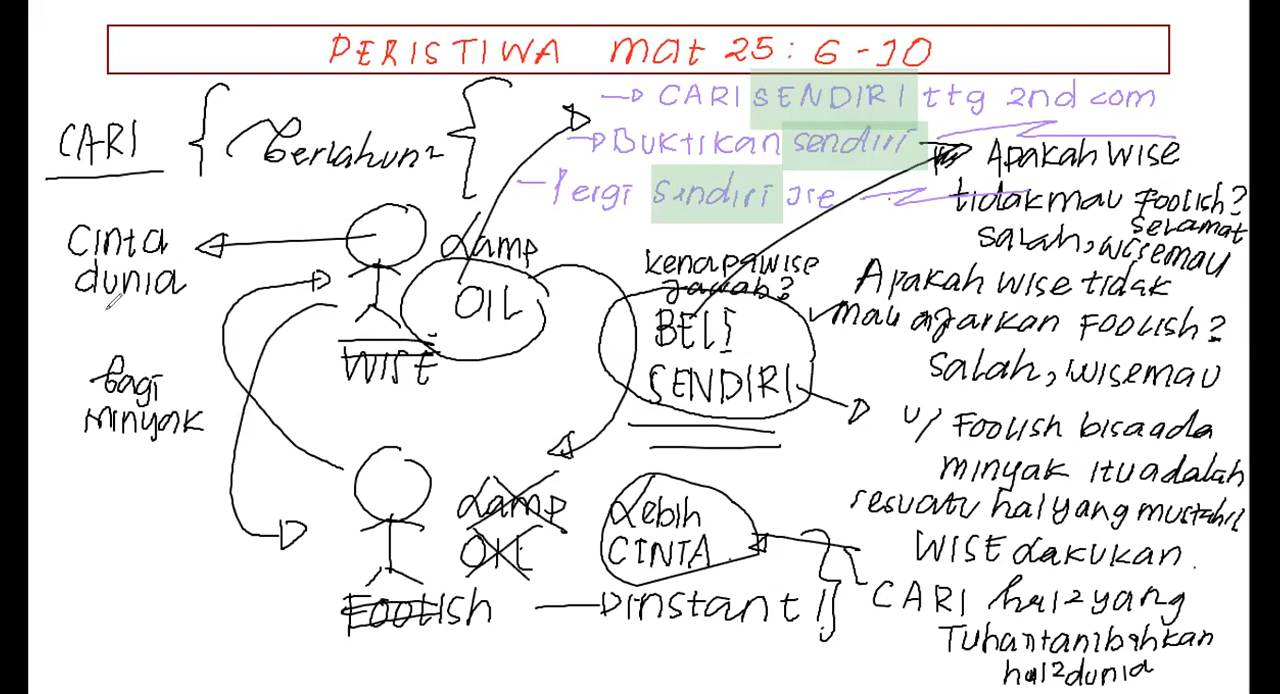 PERISTIWA mat 25 : 6 - 10
→ CARI SENDIRI ttg 2nd com
→ Buktikan sendiri
- Pergi sendiri
CARI
bertahun2
Apakah wise
tidak mau Foolish?
selamat
salah, wise mau
Cinta
dunia
Lamp
OIL
WISE
kenapa wise
jawab?
BELI
SENDIRI
Apakah wise tidak
mau ajarkan Foolish?
salah, wise mau
bagi
minyak
u/ Foolish bisa ada
minyak itu adalah
sesuatu hal yang mustahil
WISE lakukan.
Lamp
OIL
Lebih
CINTA
Foolish
instant !!
CARI hal2 yang
Tuhan tambahkan
hal2 dunia